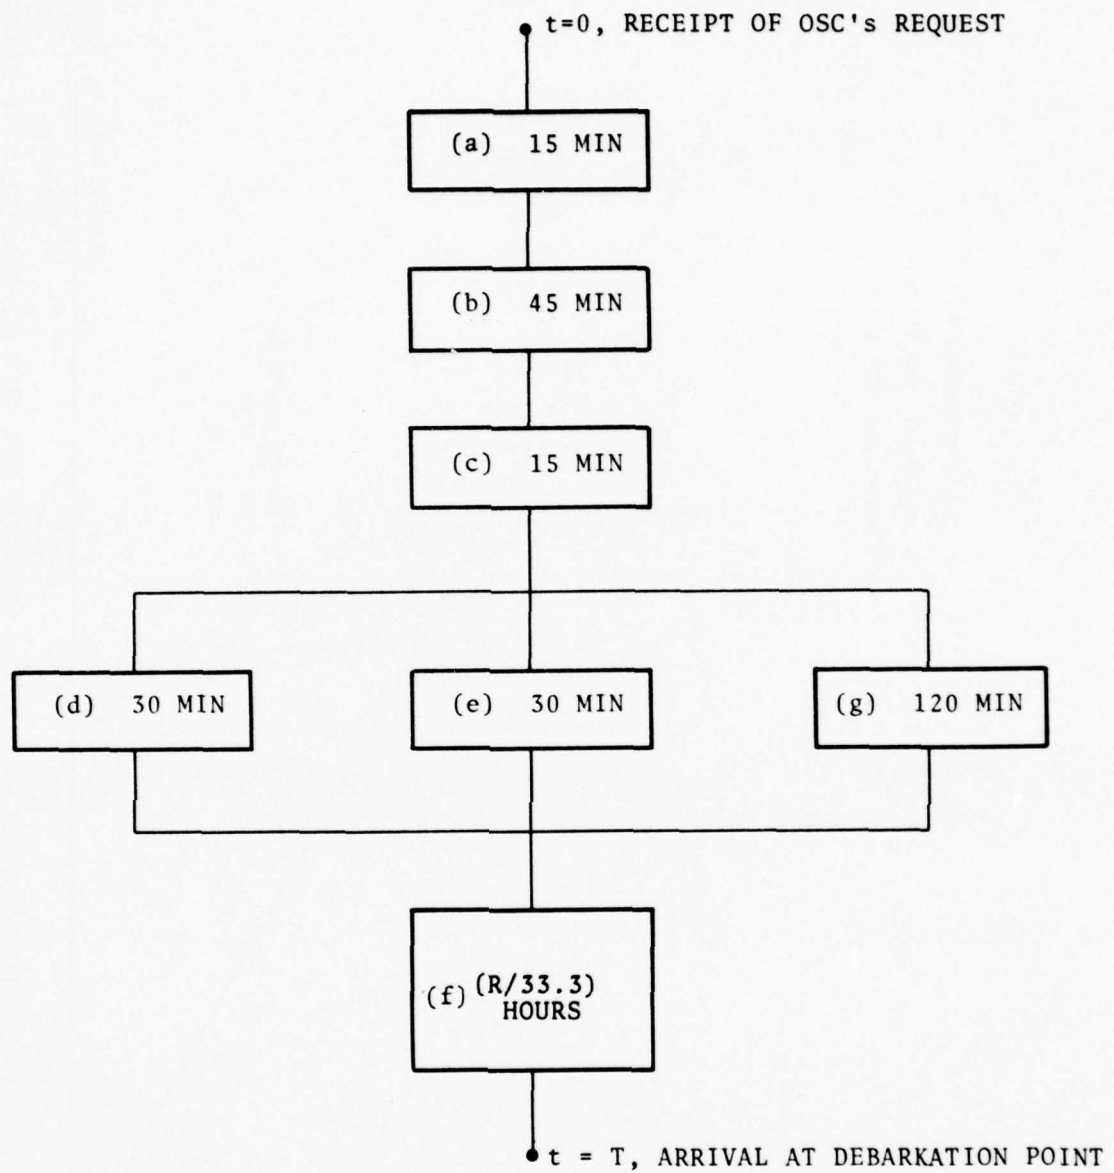 t=0, RECEIPT OF OSC's REQUEST
(a) 15 MIN
(b) 45 MIN
(c) 15 MIN
(d) 30 MIN
(e) 30 MIN
(g) 120 MIN
(f) (R/33.3)
HOURS
t = T, ARRIVAL AT DEBARKATION POINT